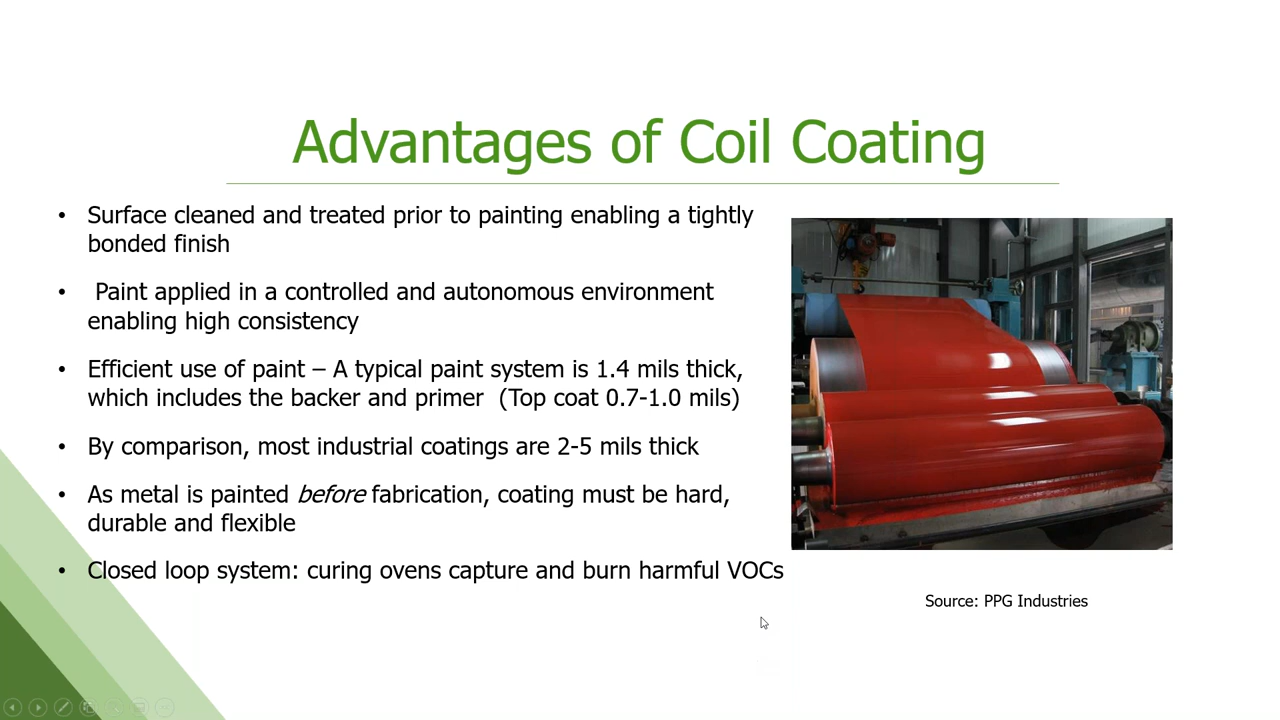 Advantages of Coil Coating
• Surface cleaned and treated prior to painting enabling a tightly
bonded finish
• Paint applied in a controlled and autonomous environment
enabling high consistency
• Efficient use of paint – A typical paint system is 1.4 mils thick,
which includes the backer and primer (Top coat 0.7-1.0 mils)
• By comparison, most industrial coatings are 2-5 mils thick
• As metal is painted before fabrication, coating must be hard,
durable and flexible
• Closed loop system: curing ovens capture and burn harmful VOCs
Source: PPG Industries